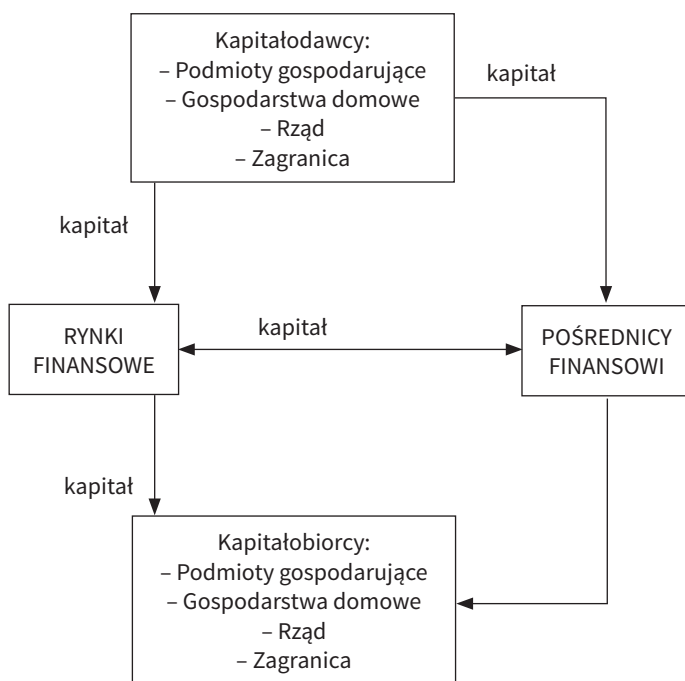 Kapitałodawcy:
– Podmioty gospodarujące
– Gospodarstwa domowe
– Rząd
– Zagranica
kapitał
kapitał
RYNKI
FINANSOWE
kapitał
POŚREDNICY
FINANSOWI
kapitał
Kapitałobiorcy:
– Podmioty gospodarujące
– Gospodarstwa domowe
– Rząd
– Zagranica